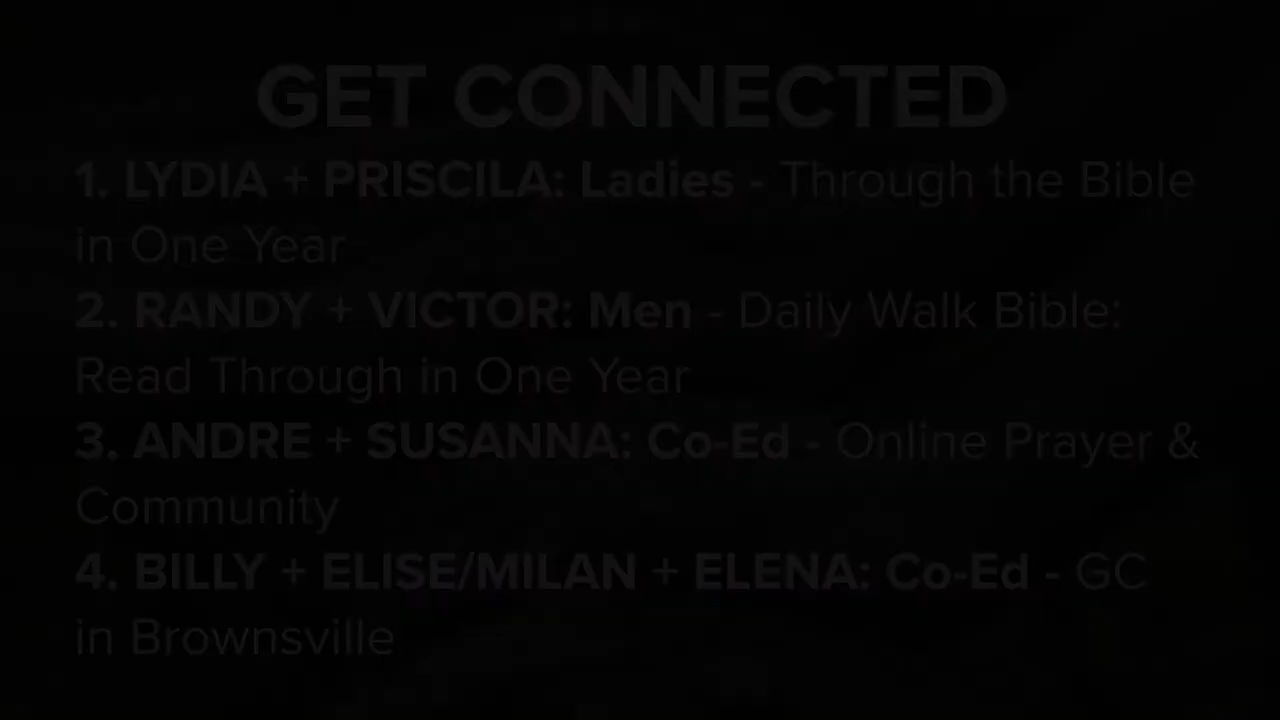 GET CONNECTED
1. LYDIA + PRISCILA: Ladies - Through the Bible
in One Year
2. RANDY + VICTOR: Men - Daily Walk Bible:
Read Through in One Year
3. ANDRE + SUSANNA: Co-Ed - Online Prayer &
Community
4. BILLY + ELISE/MILAN + ELENA: Co-Ed - GC
in Brownsville